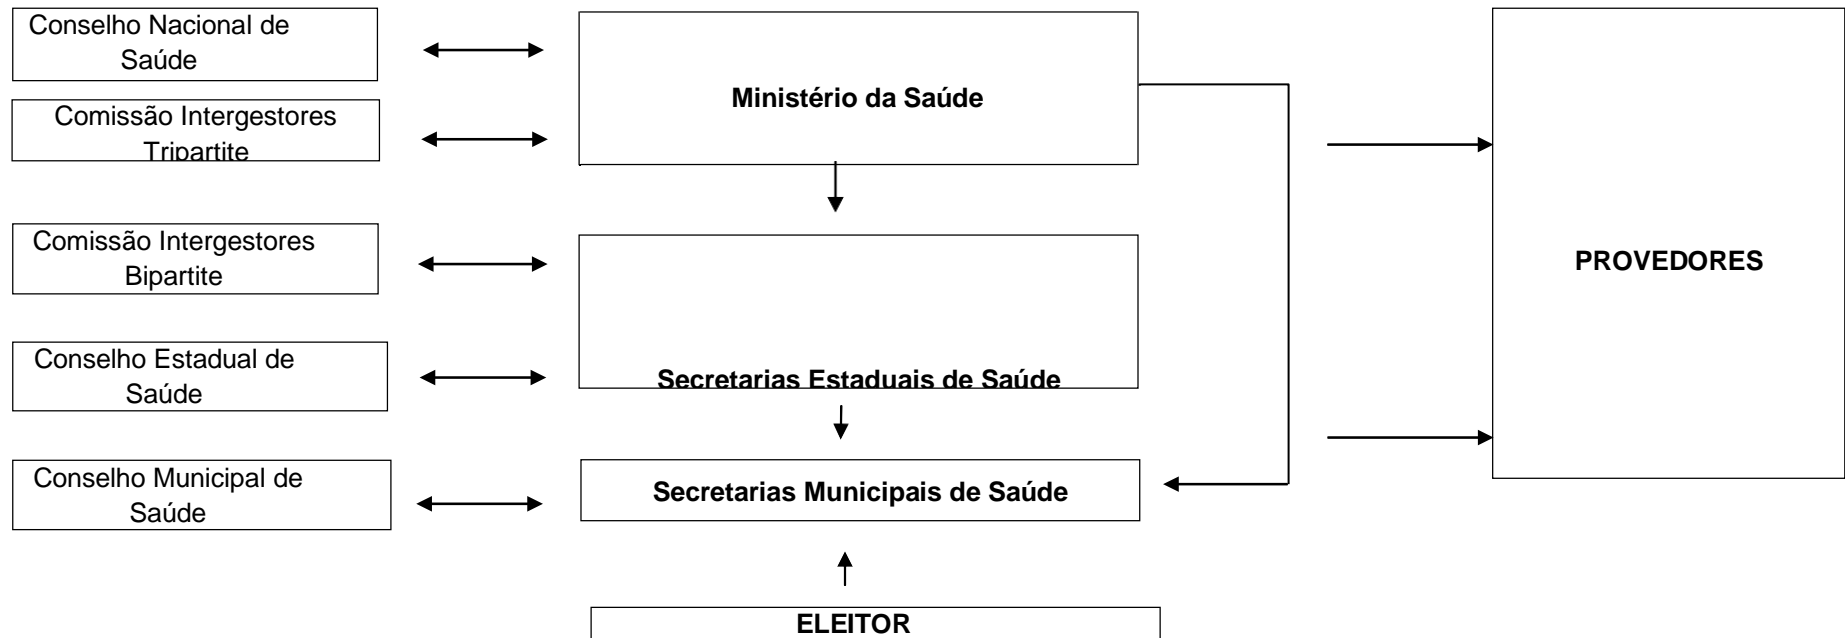 Conselho Nacional de
Saúde
Comissão Intergestores
Tripartite
Comissão Intergestores
Bipartite
Conselho Estadual de
Saúde
Conselho Municipal de
Saúde
Ministério da Saúde
Secretarias Estaduais de Saúde
Secretarias Municipais de Saúde
ELEITOR
PROVEDORES